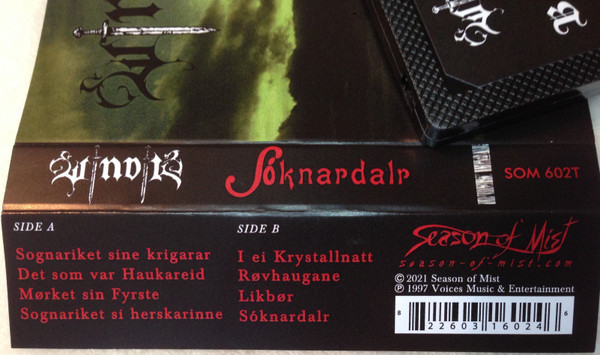 Windir
Sóknardalr
SOM 602T
SIDE A
Sognariket sine krigarar
Det som var Haukareid
Mørket sin Fyrste
Sognariket si herskarinne
SIDE B
I ei Krystallnatt
Røvhaugane
Likbør
Sóknardalr
Season of Mist
season-of-mist.com
© 2021 Season of Mist
℗ 1997 Voices Music & Entertainment
8 22603 16024 6